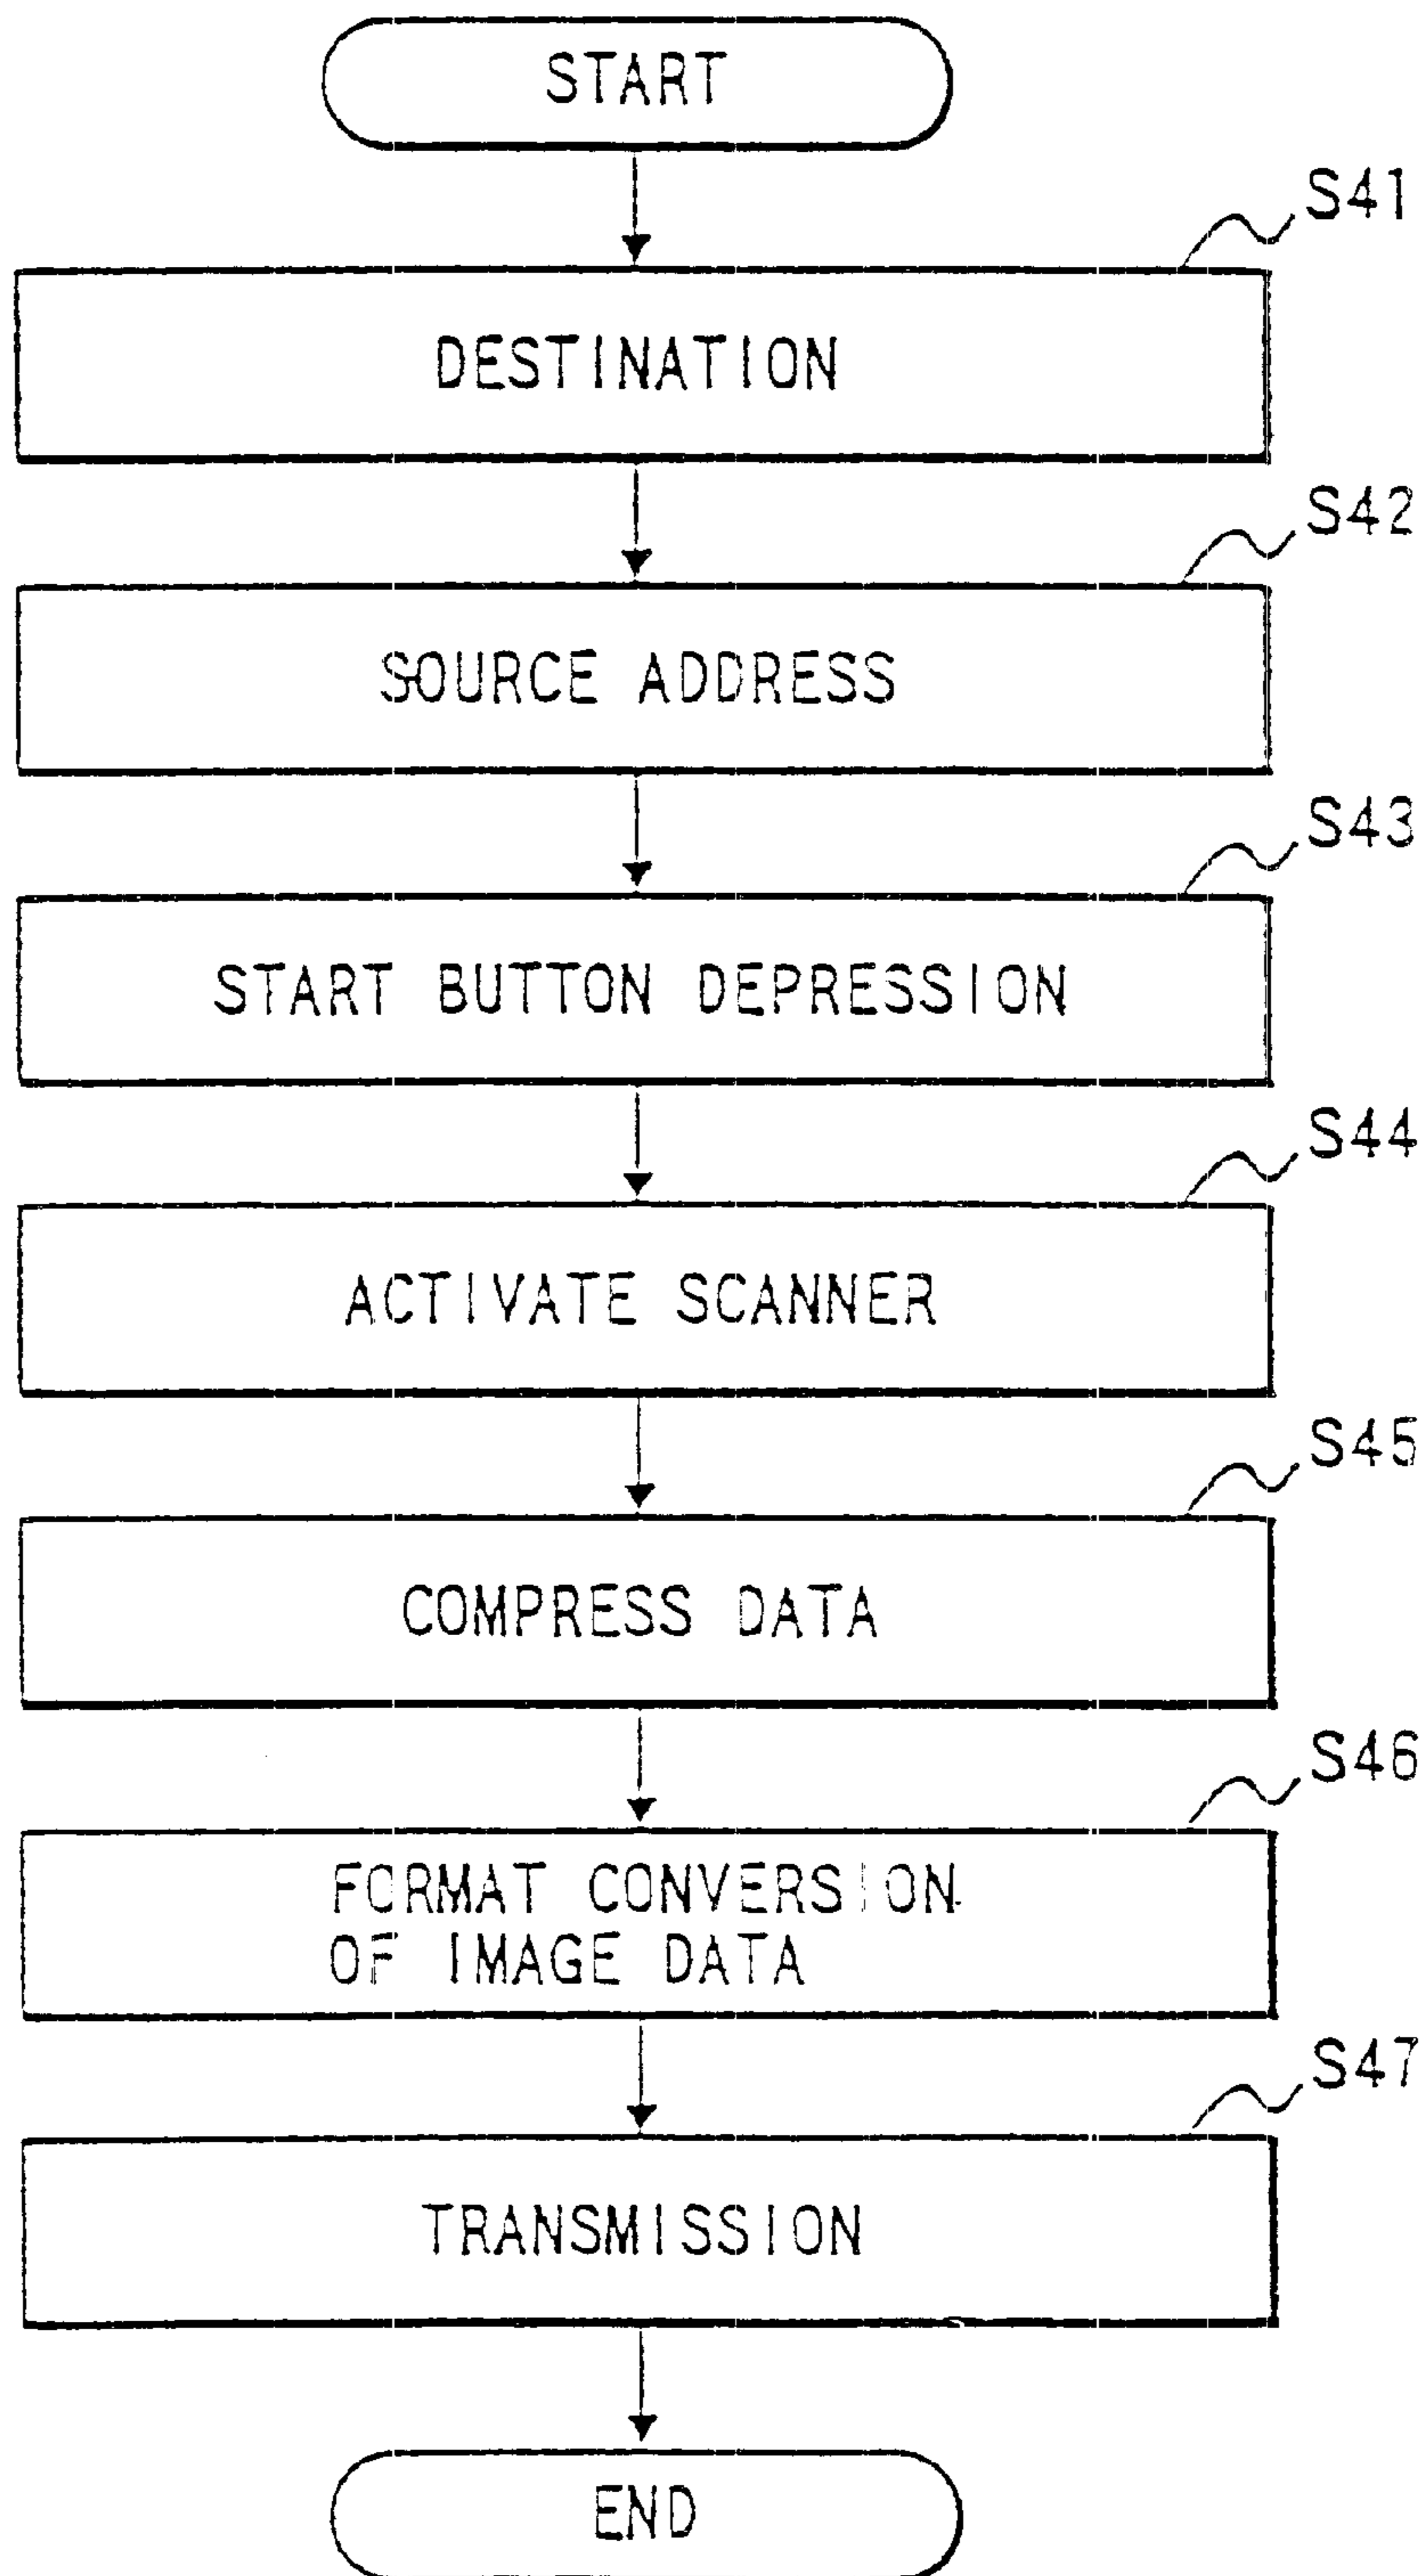 START
S41
DESTINATION
S42
SOURCE ADDRESS
S43
START BUTTON DEPRESSION
S44
ACTIVATE SCANNER
S45
COMPRESS DATA
S46
FORMAT CONVERSION
OF IMAGE DATA
S47
TRANSMISSION
END